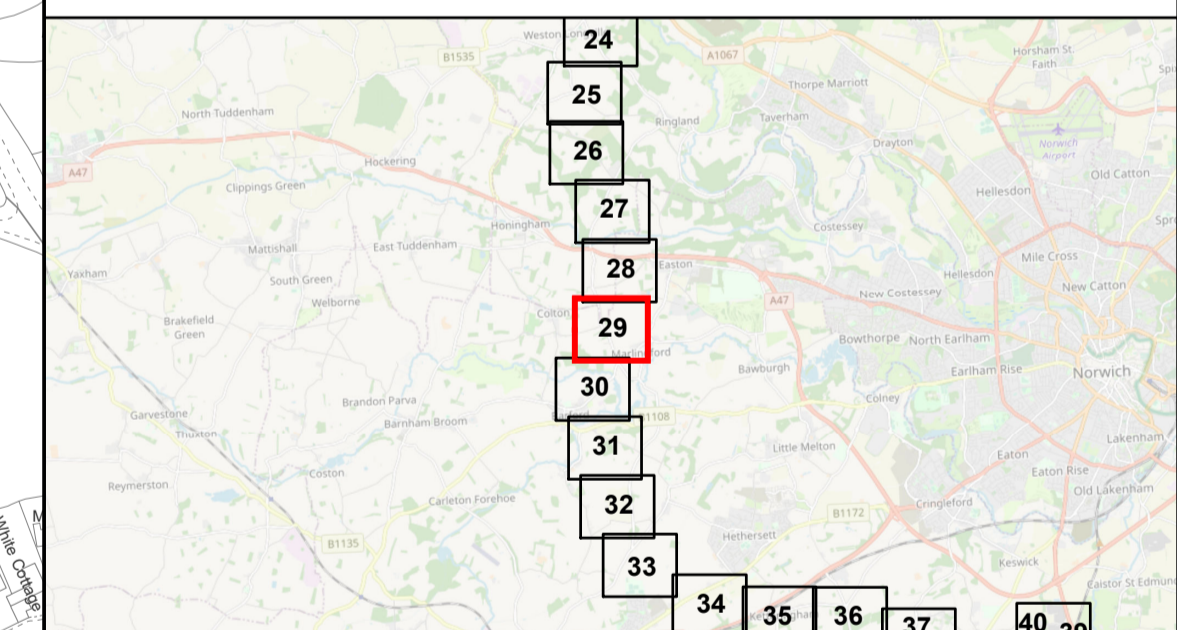 Weston Lon
24
B1535
A1067
Horsham St.
Faith
25
Thorpe Marriott
North Tuddenham
Ringland
Taverham
26
Drayton
Norwich
Airport
A47
Hockering
Clippings Green
Old Catton
Hellesdon
27
Honingham
Costessey
Mattishall
East Tuddenham
Mile Cross
28
Easton
Yaxham
South Green
Hellesdon
New Costessey
New Catton
Welborne
A47
Colton
Brakefield
Green
29
Marlingford
Bowthorpe
North Earlham
Bawburgh
Earlham Rise
Norwich
30
Brandon Parva
Colney
Garvestone
Barnham Broom
B1108
Thuxton
31
Little Melton
Lakenham
Eaton
Coston
Eaton Rise
Reymerston
Old Lakenham
Carleton Forehoe
32
Cringleford
B1172
M
White Cottage
Hethersett
B1135
33
Keswick
Caistor St Edmund
34
35
36
37
40